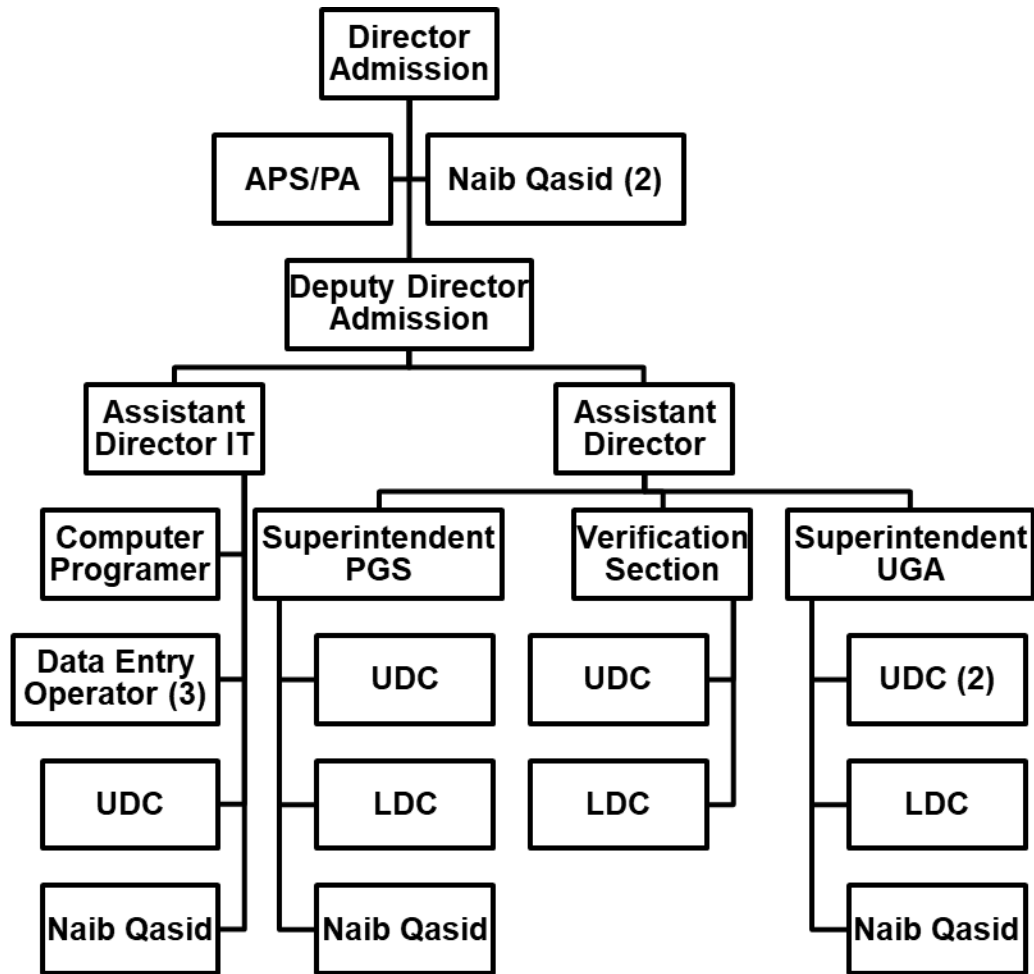 Director
Admission
APS/PA
Naib Qasid (2)
Deputy Director
Admission
Assistant
Director IT
Assistant
Director
Computer
Programer
Superintendent
PGS
Verification
Section
Superintendent
UGA
Data Entry
Operator (3)
UDC
UDC
UDC (2)
UDC
LDC
LDC
LDC
Naib Qasid
Naib Qasid
Naib Qasid